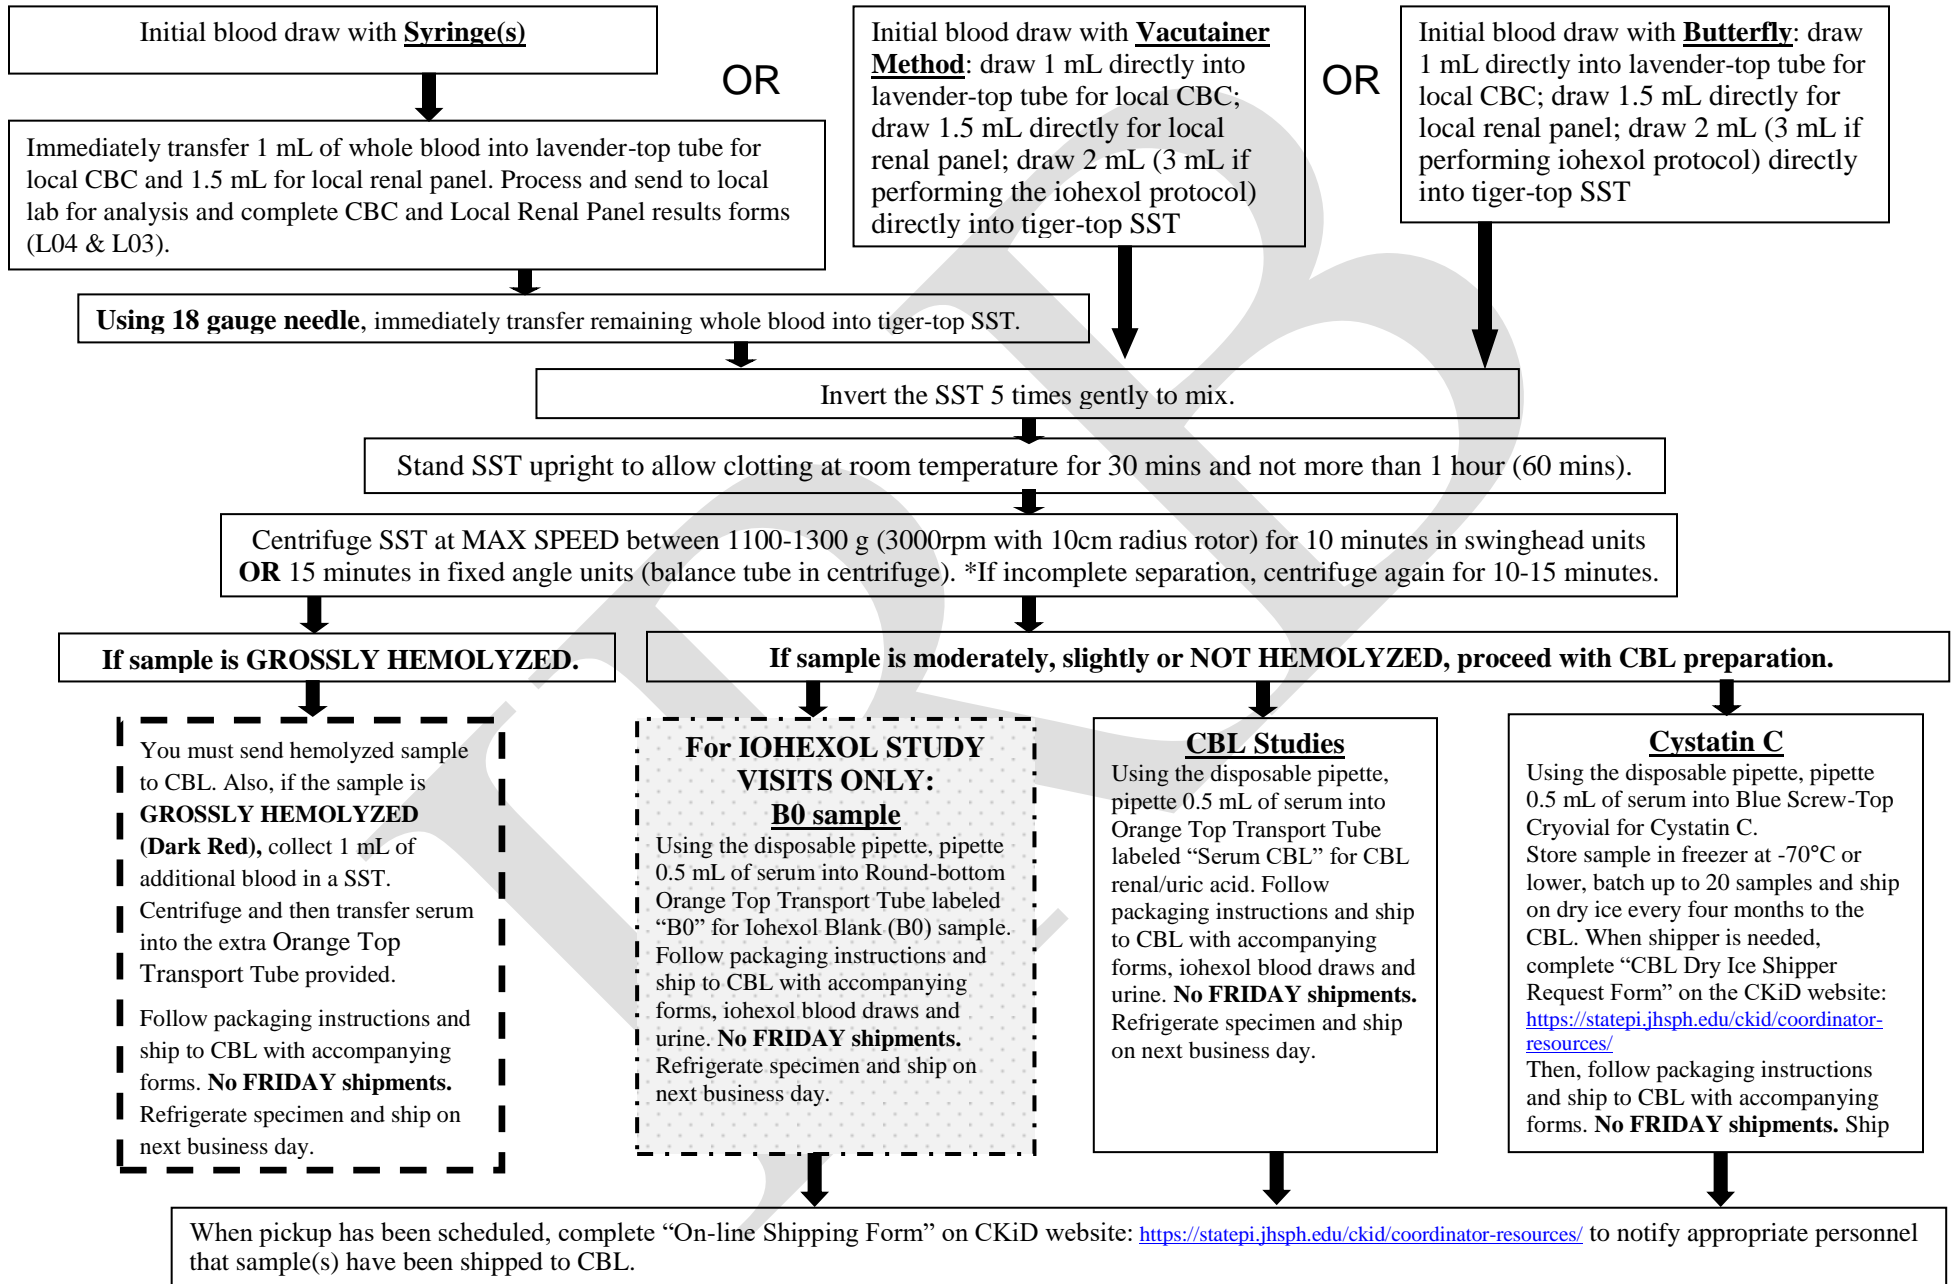 Initial blood draw with Syringe(s)
OR
Initial blood draw with Vacutainer
Method: draw 1 mL directly into
lavender-top tube for local CBC;
draw 1.5 mL directly for local
renal panel; draw 2 mL (3 mL if
performing the iohexol protocol)
directly into tiger-top SST
OR
Initial blood draw with Butterfly: draw
1 mL directly into lavender-top tube for
local CBC; draw 1.5 mL directly for
local renal panel; draw 2 mL (3 mL if
performing iohexol protocol) directly
into tiger-top SST
Immediately transfer 1 mL of whole blood into lavender-top tube for
local CBC and 1.5 mL for local renal panel. Process and send to local
lab for analysis and complete CBC and Local Renal Panel results forms
(L04 & L03).
Using 18 gauge needle, immediately transfer remaining whole blood into tiger-top SST.
Invert the SST 5 times gently to mix.
Stand SST upright to allow clotting at room temperature for 30 mins and not more than 1 hour (60 mins).
Centrifuge SST at MAX SPEED between 1100-1300 g (3000rpm with 10cm radius rotor) for 10 minutes in swinghead units
OR 15 minutes in fixed angle units (balance tube in centrifuge). *If incomplete separation, centrifuge again for 10-15 minutes.
If sample is GROSSLY HEMOLYZED.
If sample is moderately, slightly or NOT HEMOLYZED, proceed with CBL preparation.
You must send hemolyzed sample
to CBL. Also, if the sample is
GROSSLY HEMOLYZED
(Dark Red), collect 1 mL of
additional blood in a SST.
Centrifuge and then transfer serum
into the extra Orange Top
Transport Tube provided.
Follow packaging instructions and
ship to CBL with accompanying
forms. No FRIDAY shipments.
Refrigerate specimen and ship on
next business day.
For IOHEXOL STUDY
VISITS ONLY:
B0 sample
Using the disposable pipette, pipette
0.5 mL of serum into Round-bottom
Orange Top Transport Tube labeled
“B0” for Iohexol Blank (B0) sample.
Follow packaging instructions and
ship to CBL with accompanying
forms, iohexol blood draws and
urine. No FRIDAY shipments.
Refrigerate specimen and ship on
next business day.
CBL Studies
Using the disposable pipette,
pipette 0.5 mL of serum into
Orange Top Transport Tube
labeled “Serum CBL” for CBL
renal/uric acid. Follow
packaging instructions and ship
to CBL with accompanying
forms, iohexol blood draws and
urine. No FRIDAY shipments.
Refrigerate specimen and ship
on next business day.
Cystatin C
Using the disposable pipette, pipette
0.5 mL of serum into Blue Screw-Top
Cryovial for Cystatin C.
Store sample in freezer at -70°C or
lower, batch up to 20 samples and ship
on dry ice every four months to the
CBL. When shipper is needed,
complete “CBL Dry Ice Shipper
Request Form” on the CKiD website:
https://statepi.jhsph.edu/ckid/coordinator-
resources/
Then, follow packaging instructions
and ship to CBL with accompanying
forms. No FRIDAY shipments. Ship
When pickup has been scheduled, complete “On-line Shipping Form” on CKiD website: https://statepi.jhsph.edu/ckid/coordinator-resources/ to notify appropriate personnel
that sample(s) have been shipped to CBL.
IRB